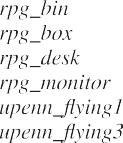 rpg_bin
rpg_box
rpg_desk
rpg_monitor
upenn_flying1
upenn_flying3